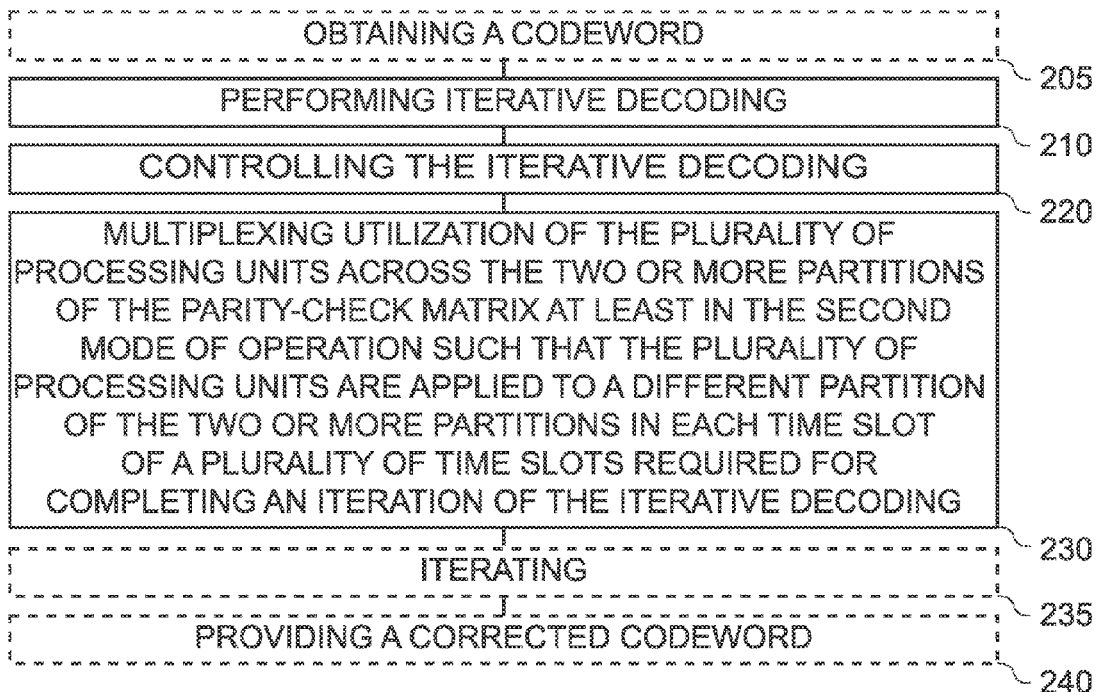 OBTAINING A CODEWORD
205
PERFORMING ITERATIVE DECODING
210
CONTROLLING THE ITERATIVE DECODING
220
MULTIPLEXING UTILIZATION OF THE PLURALITY OF
PROCESSING UNITS ACROSS THE TWO OR MORE PARTITIONS
OF THE PARITY-CHECK MATRIX AT LEAST IN THE SECOND
MODE OF OPERATION SUCH THAT THE PLURALITY OF
PROCESSING UNITS ARE APPLIED TO A DIFFERENT PARTITION
OF THE TWO OR MORE PARTITIONS IN EACH TIME SLOT
OF A PLURALITY OF TIME SLOTS REQUIRED FOR
COMPLETING AN ITERATION OF THE ITERATIVE DECODING
230
ITERATING
235
PROVIDING A CORRECTED CODEWORD
240